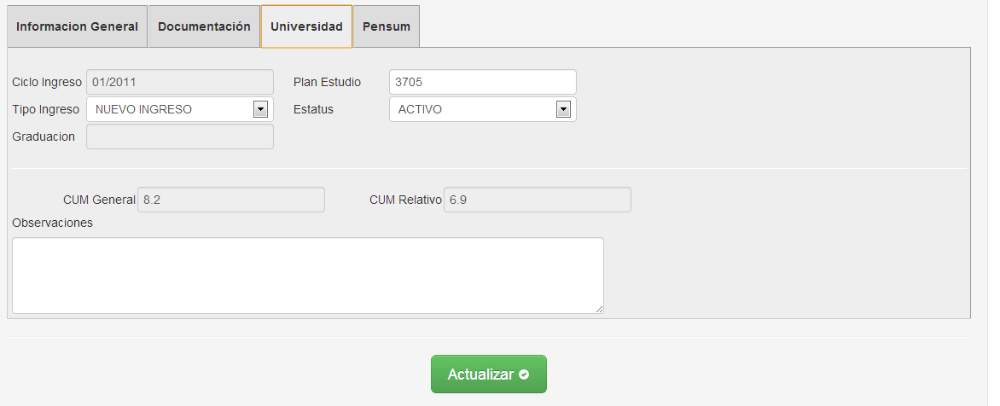 Informacion General Documentación Universidad Pensum
Ciclo Ingreso 01/2011 Plan Estudio 3705
Tipo Ingreso NUEVO INGRESO Estatus ACTIVO
Graduacion
CUM General 8.2 CUM Relativo 6.9
Observaciones
Actualizar